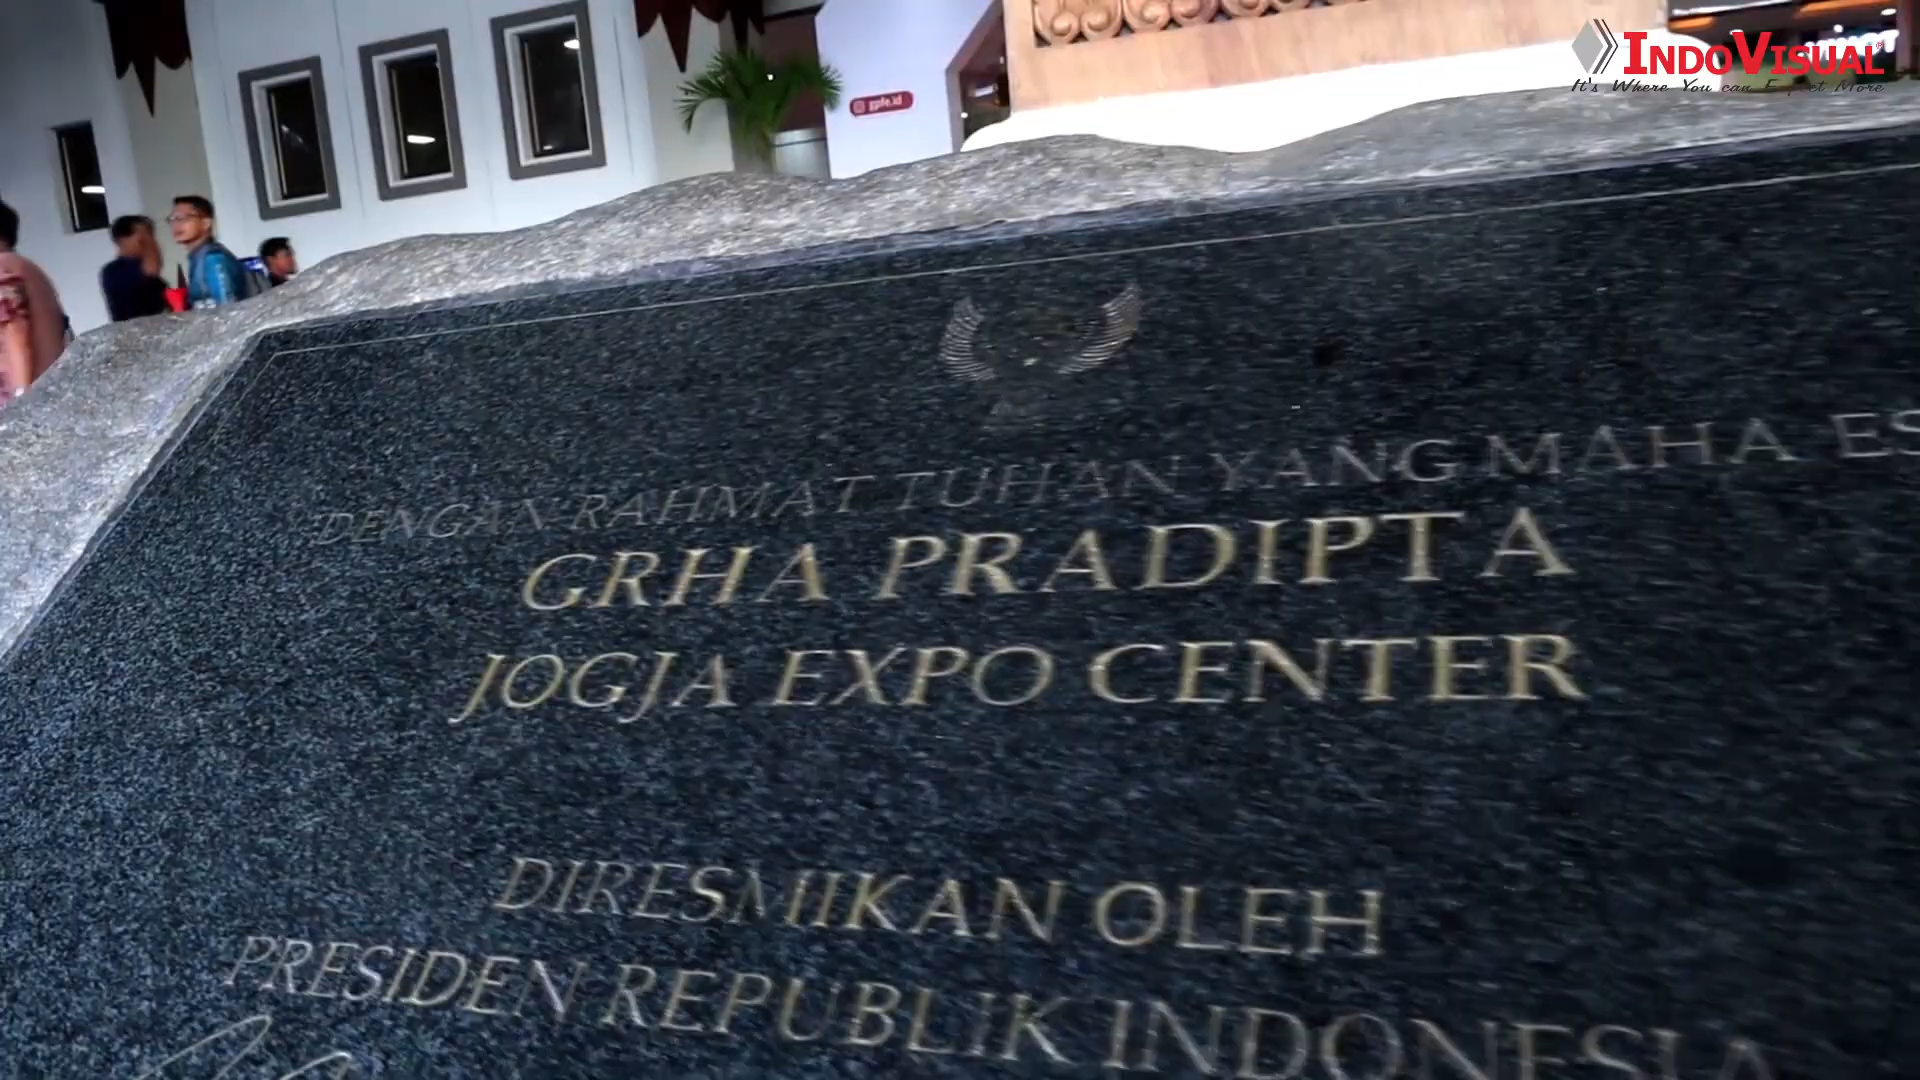 INDOVISUAL
It's Where You can Expect More
gpfe.id
DENGAN RAHMAT TUHAN YANG MAHA ES
GRHA PRADIPTA
JOGJA EXPO CENTER
DIRESMIKAN OLEH
PRESIDEN REPUBLIK INDONESIA